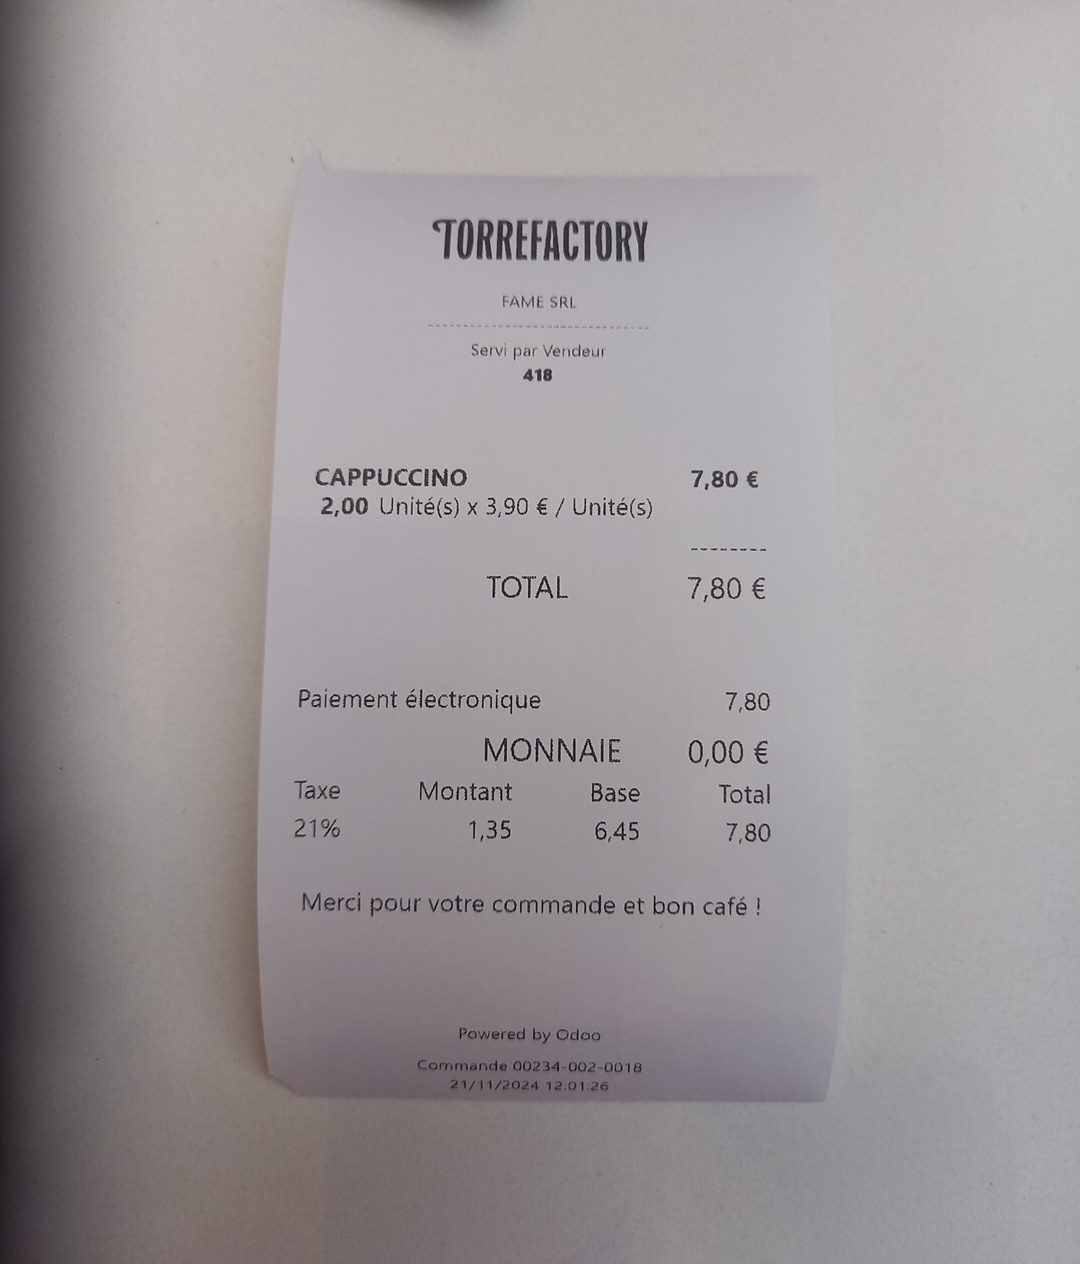 TORREFACTORY
FAME SRL
--------------------------------
Servi par Vendeur
418
CAPPUCCINO 7,80 €
2,00 Unité(s) x 3,90 € / Unité(s)
--------
TOTAL 7,80 €
Paiement électronique 7,80
MONNAIE 0,00 €
Taxe Montant Base Total
21% 1,35 6,45 7,80
Merci pour votre commande et bon café !
Powered by Odoo
Commande 00234-002-0018
21/11/2024 12:01:26